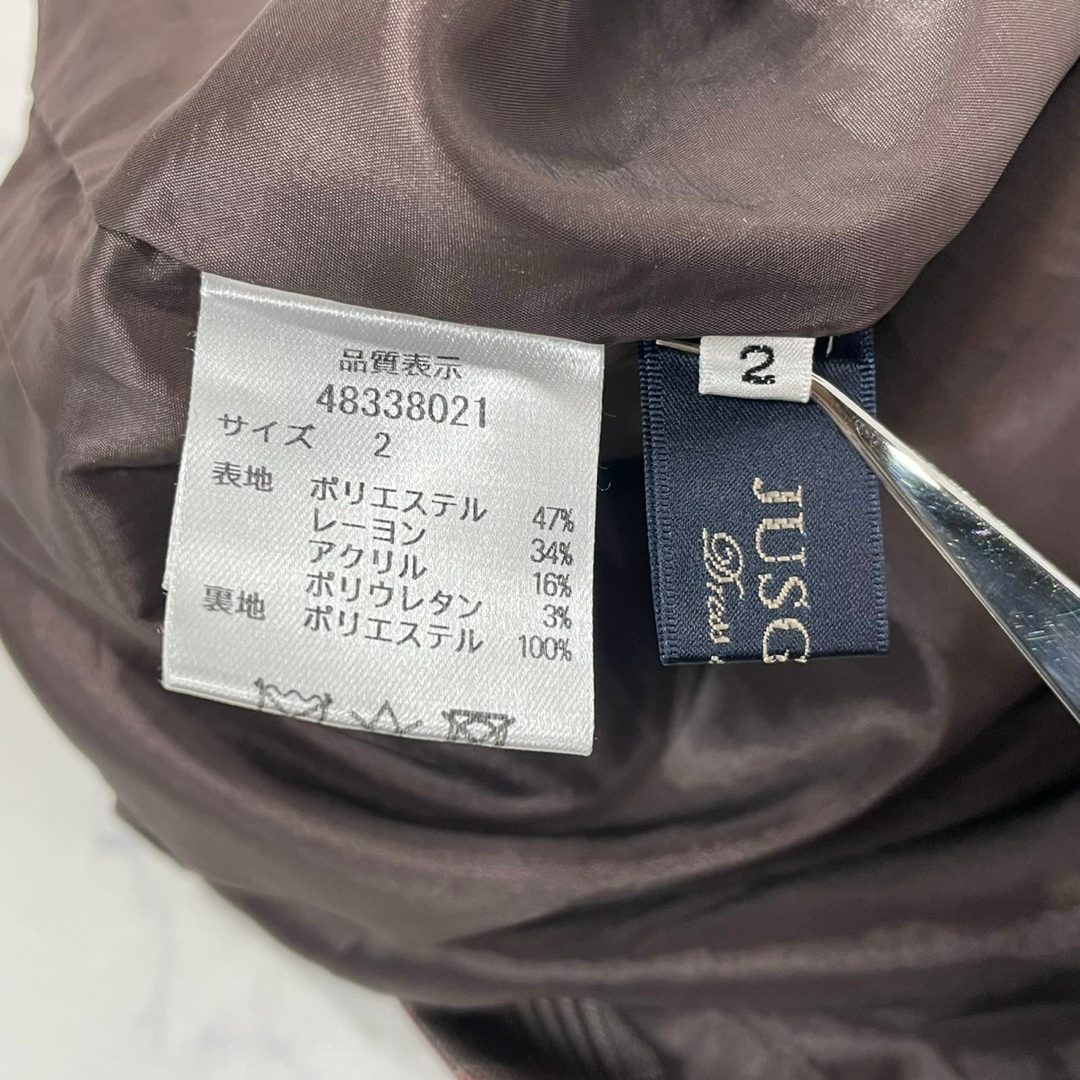 品質表示
48338021
サイズ 2
表地 ポリエステル 47%
レーヨン 34%
アクリル 16%
ポリウレタン 3%
裏地 ポリエステル 100%
2
JUSG
Dress